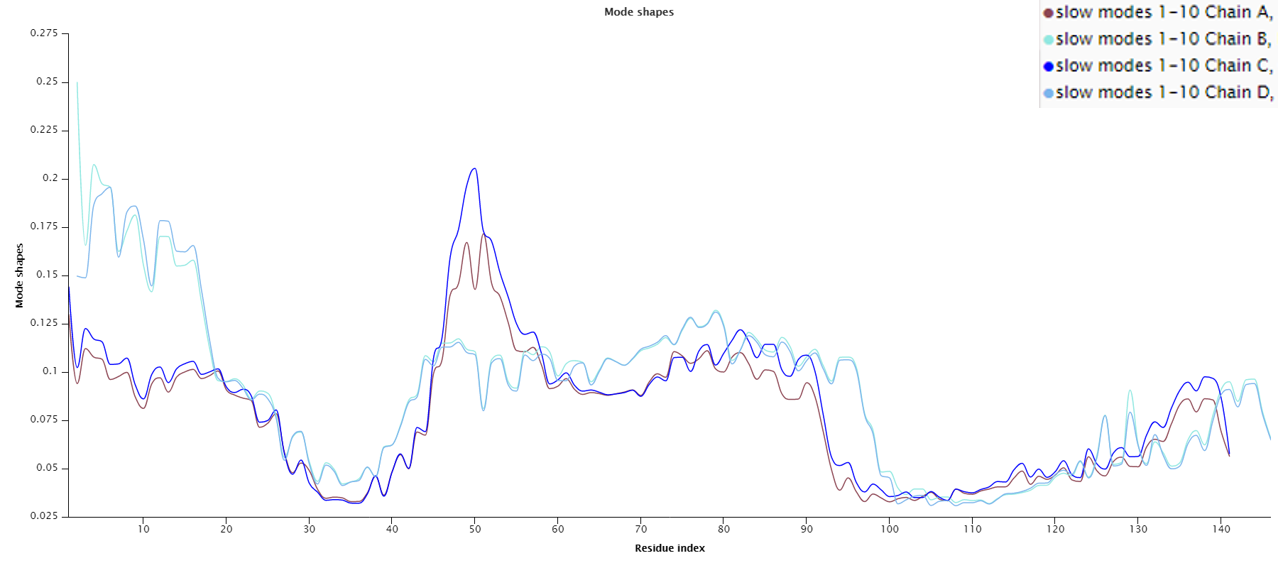 Mode shapes
slow modes 1-10 Chain A,
slow modes 1-10 Chain B,
slow modes 1-10 Chain C,
slow modes 1-10 Chain D,
0.275
0.25
0.225
0.2
0.175
0.15
0.125
0.1
0.075
0.05
0.025
Mode shapes
10 20 30 40 50 60 70 80 90 100 110 120 130 140
Residue index